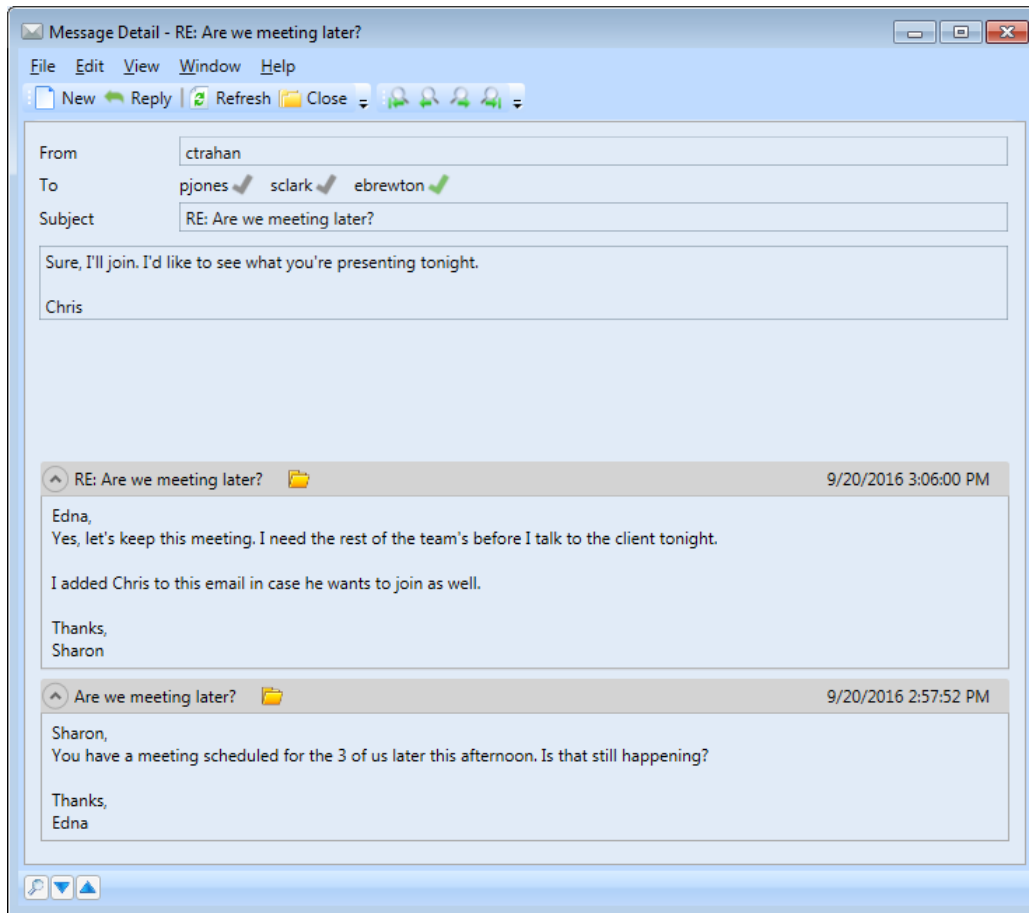 Message Detail - RE: Are we meeting later?
File Edit View Window Help
New Reply Refresh Close
From ctrahan
To pjones sclark ebrewton
Subject RE: Are we meeting later?
Sure, I'll join. I'd like to see what you're presenting tonight.
Chris
RE: Are we meeting later? 9/20/2016 3:06:00 PM
Edna,
Yes, let's keep this meeting. I need the rest of the team's before I talk to the client tonight.
I added Chris to this email in case he wants to join as well.
Thanks,
Sharon
Are we meeting later? 9/20/2016 2:57:52 PM
Sharon,
You have a meeting scheduled for the 3 of us later this afternoon. Is that still happening?
Thanks,
Edna